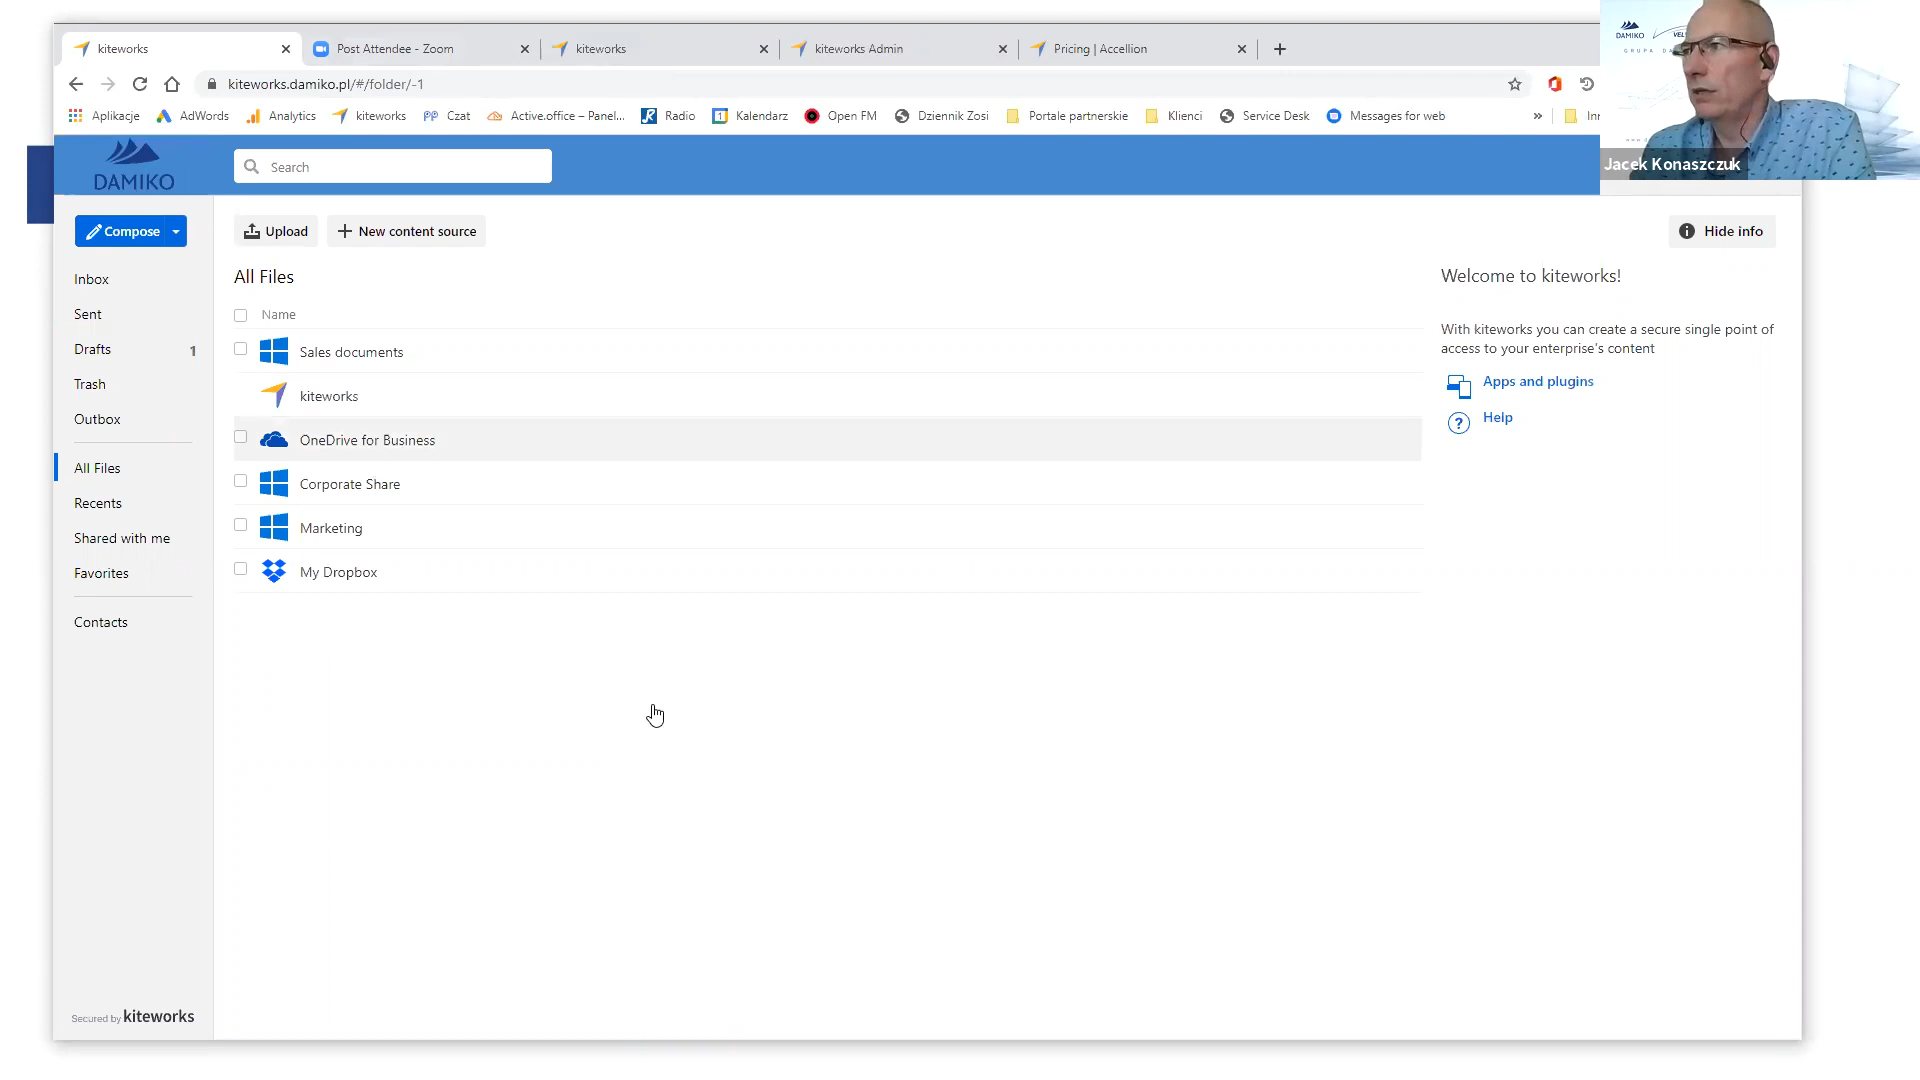 kiteworks
Post Attendee - Zoom
kiteworks
kiteworks Admin
Pricing | Accellion
kiteworks.damiko.pl/#/folder/-1
Aplikacje
AdWords
Analytics
kiteworks
Czat
Active.office – Panel...
Radio
Kalendarz
Open FM
Dziennik Zosi
Portale partnerskie
Klienci
Service Desk
Messages for web
»
DAMIKO
Jacek Konaszczuk
DAMIKO
Search
Compose
Upload
New content source
Hide info
Inbox
Sent
Drafts 1
Trash
Outbox
All Files
Recents
Shared with me
Favorites
Contacts
All Files
Name
Sales documents
kiteworks
OneDrive for Business
Corporate Share
Marketing
My Dropbox
Welcome to kiteworks!
With kiteworks you can create a secure single point of
access to your enterprise's content
Apps and plugins
Help
Secured by kiteworks